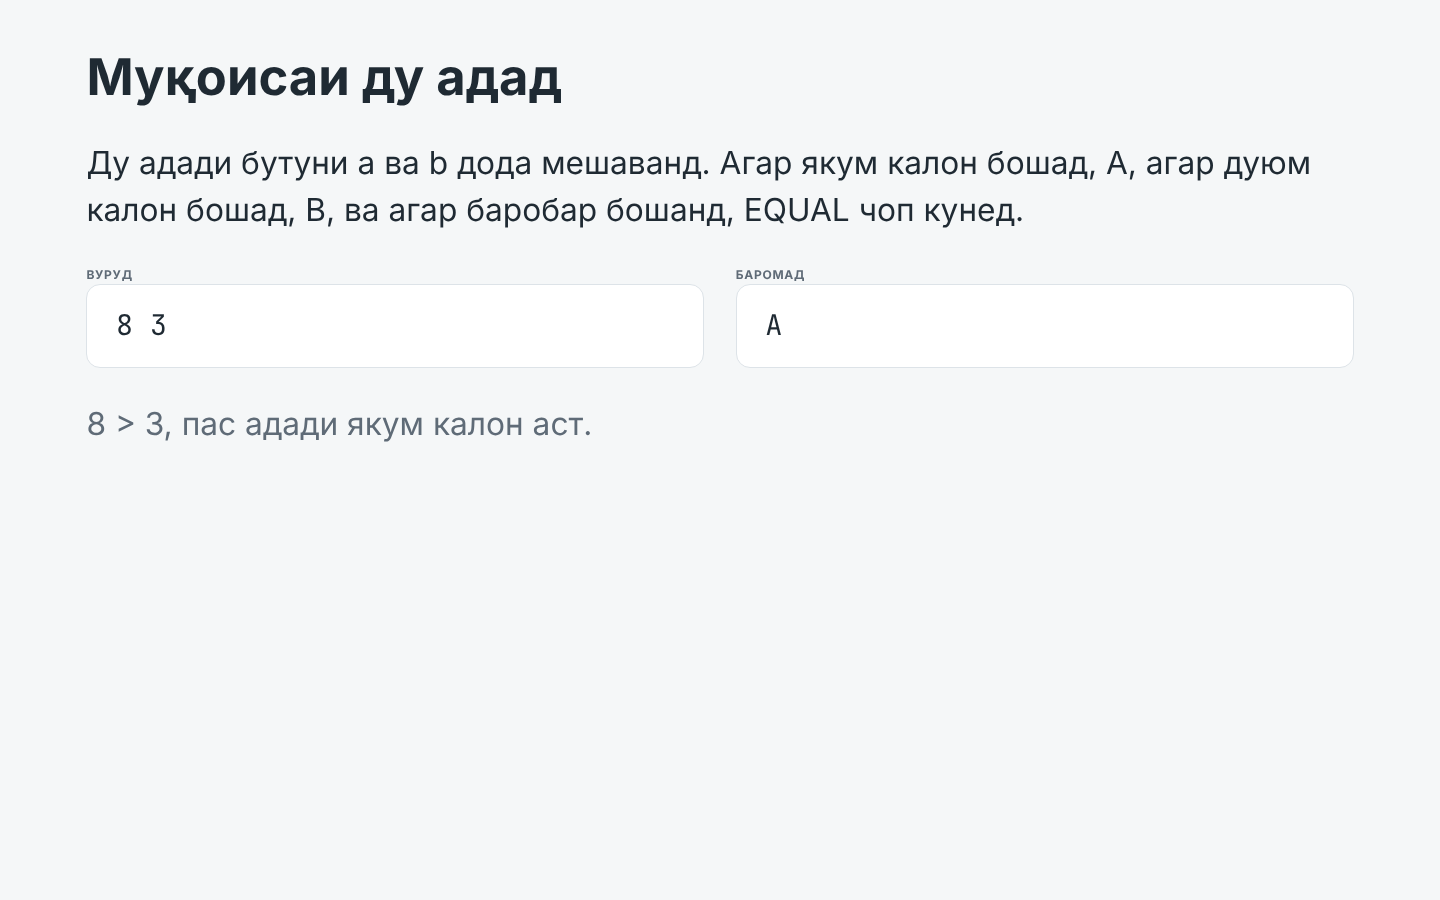 Муқоисаи ду адад
Ду адади бутуни a ва b дода мешаванд. Агар якум калон бошад, A, агар дуюм
калон бошад, B, ва агар баробар бошанд, EQUAL чоп кунед.
ВУРУД
БАРОМАД
8 3
A
8 > 3, пас адади якум калон аст.